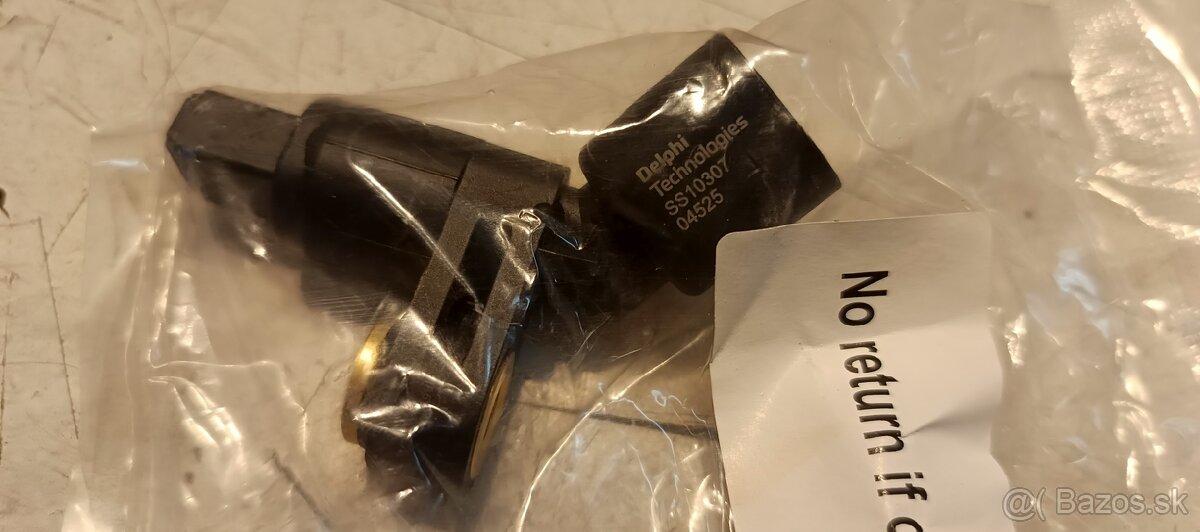 Delphi
Technologies
SS10307
04525
No return if
Bazos.sk